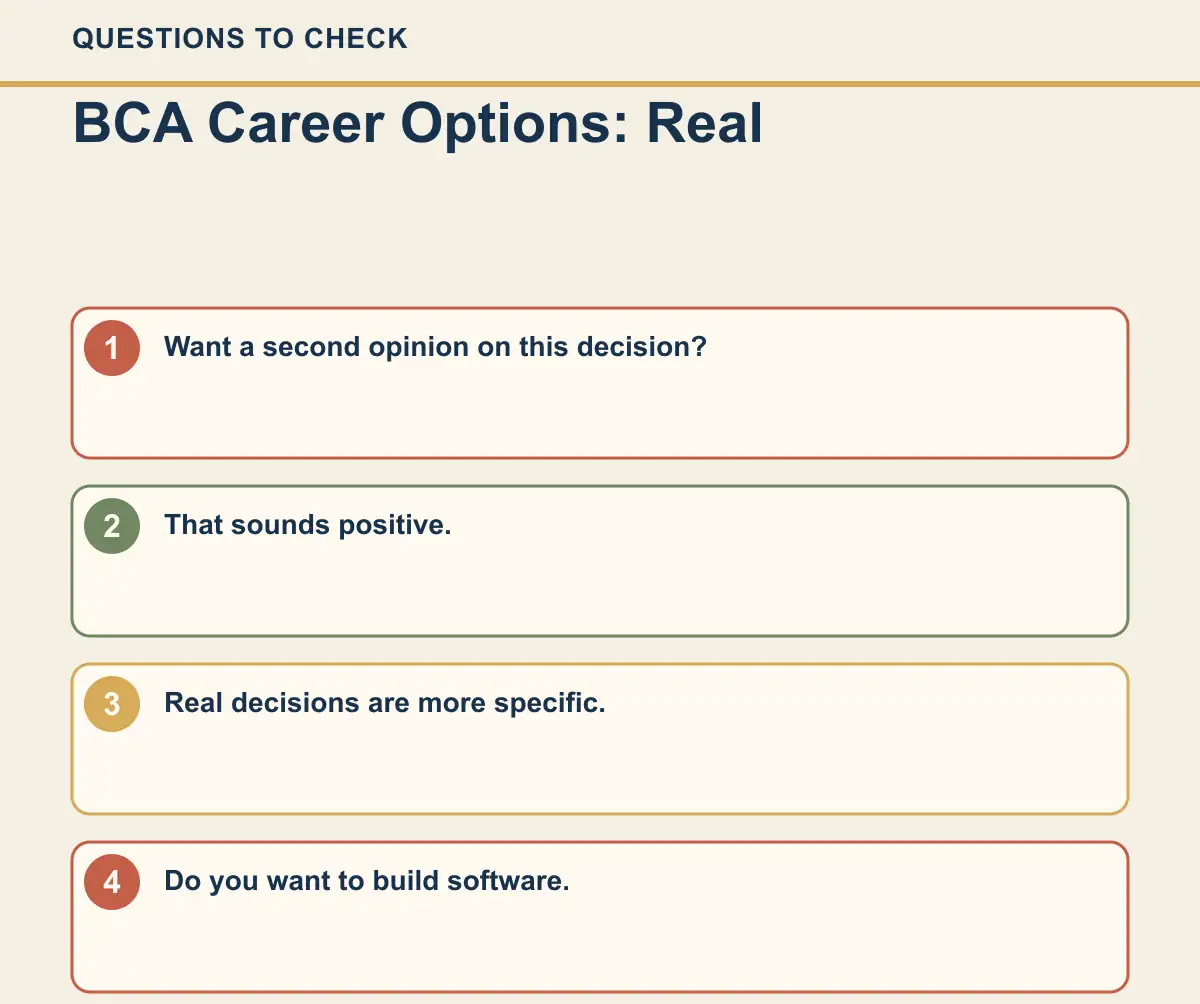 QUESTIONS TO CHECK
BCA Career Options: Real
1
Want a second opinion on this decision?
2
That sounds positive.
3
Real decisions are more specific.
4
Do you want to build software.